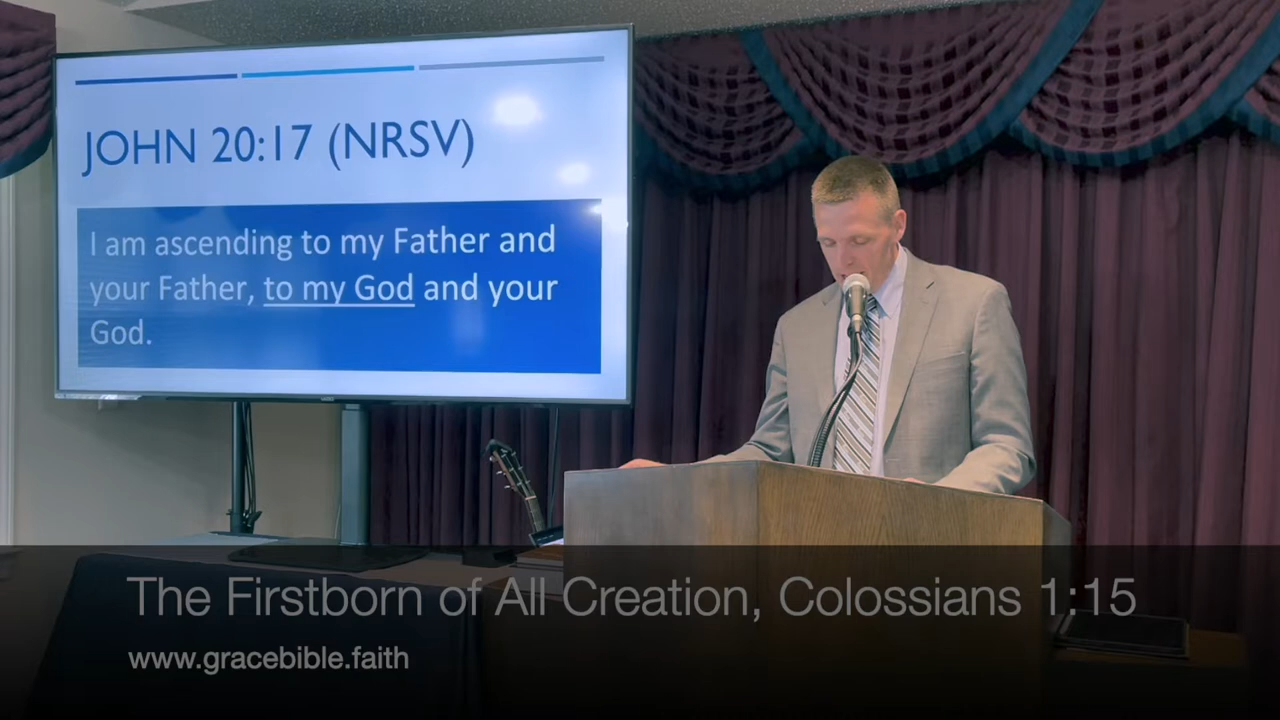 JOHN 20:17 (NRSV)
I am ascending to my Father and
your Father, to my God and your
God.
The Firstborn of All Creation, Colossians 1:15
www.gracebible.faith